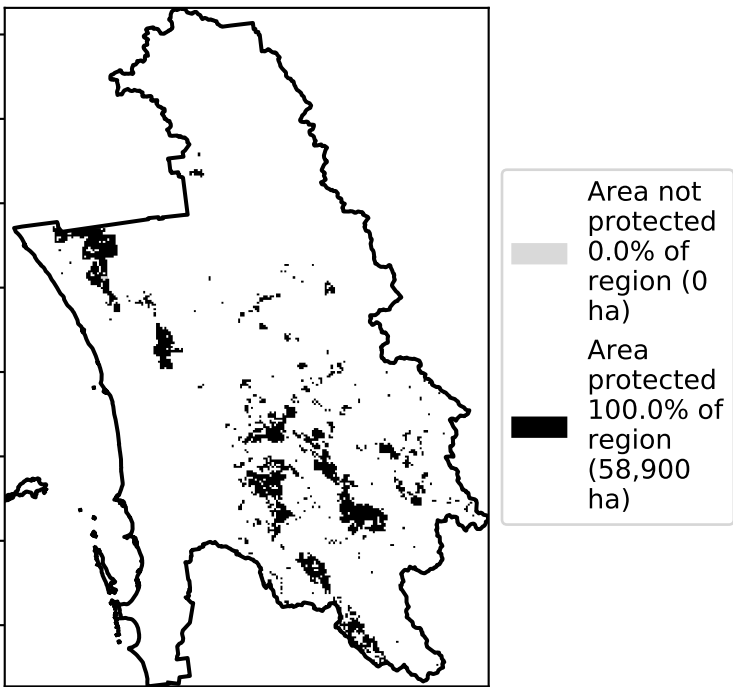 Area not
protected
0.0% of
region (0
ha)
Area
protected
100.0% of
region
(58,900
ha)